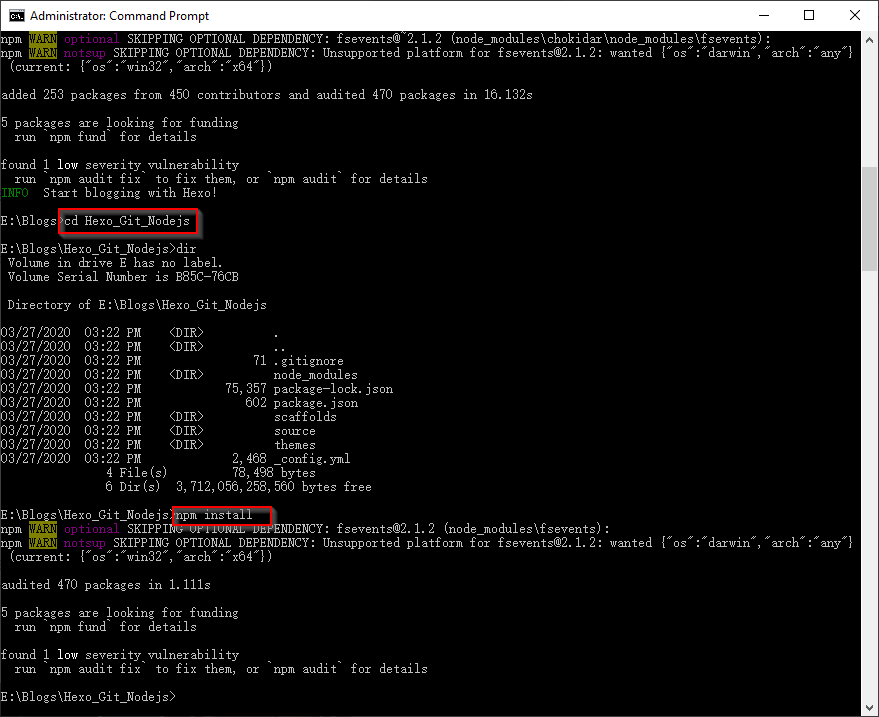 Administrator: Command Prompt
npm WARN optional SKIPPING OPTIONAL DEPENDENCY: fsevents@~2.1.2 (node_modules\chokidar\node_modules\fsevents):
npm WARN notsup SKIPPING OPTIONAL DEPENDENCY: Unsupported platform for fsevents@2.1.2: wanted {"os":"darwin","arch":"any"}
(current: {"os":"win32","arch":"x64"})
added 253 packages from 450 contributors and audited 470 packages in 16.132s
5 packages are looking for funding
run `npm fund` for details
found 1 low severity vulnerability
run `npm audit fix` to fix them, or `npm audit` for details
INFO  Start blogging with Hexo!
E:\Blogs>cd Hexo_Git_Nodejs
E:\Blogs\Hexo_Git_Nodejs>dir
Volume in drive E has no label.
Volume Serial Number is B85C-76CB
Directory of E:\Blogs\Hexo_Git_Nodejs
03/27/2020  03:22 PM    <DIR>          .
03/27/2020  03:22 PM    <DIR>          ..
03/27/2020  03:22 PM                71 .gitignore
03/27/2020  03:22 PM    <DIR>          node_modules
03/27/2020  03:22 PM            75,357 package-lock.json
03/27/2020  03:22 PM               602 package.json
03/27/2020  03:22 PM    <DIR>          scaffolds
03/27/2020  03:22 PM    <DIR>          source
03/27/2020  03:22 PM    <DIR>          themes
03/27/2020  03:22 PM             2,468 _config.yml
4 File(s)         78,498 bytes
6 Dir(s)  3,712,056,258,560 bytes free
E:\Blogs\Hexo_Git_Nodejs>npm install
npm WARN optional SKIPPING OPTIONAL DEPENDENCY: fsevents@2.1.2 (node_modules\fsevents):
npm WARN notsup SKIPPING OPTIONAL DEPENDENCY: Unsupported platform for fsevents@2.1.2: wanted {"os":"darwin","arch":"any"}
(current: {"os":"win32","arch":"x64"})
audited 470 packages in 1.111s
5 packages are looking for funding
run `npm fund` for details
found 1 low severity vulnerability
run `npm audit fix` to fix them, or `npm audit` for details
E:\Blogs\Hexo_Git_Nodejs>